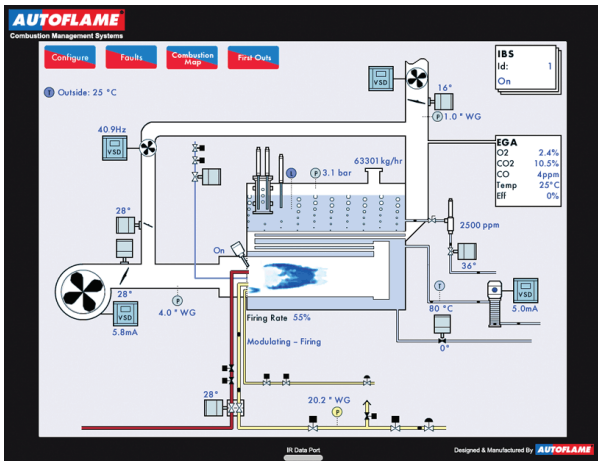 AUTOFLAME®
Combustion Management Systems
Configure
Faults
Combustion
Map
First Outs
IBS
Id: 1
On
T Outside: 25 °C
VSD
16°
P 1.0 " WG
40.9Hz
VSD
63301 kg/hr
L
P 3.1 bar
EGA
O2 2.4%
CO2 10.5%
CO 4ppm
Temp 25°C
Eff 0%
28°
2500 ppm
On
36°
28°
P
4.0 " WG
T
80 °C
VSD
5.0mA
VSD
5.8mA
Firing Rate 55%
0°
Modulating - Firing
28°
20.2 " WG
P
IR Data Port
Designed & Manufactured By AUTOFLAME